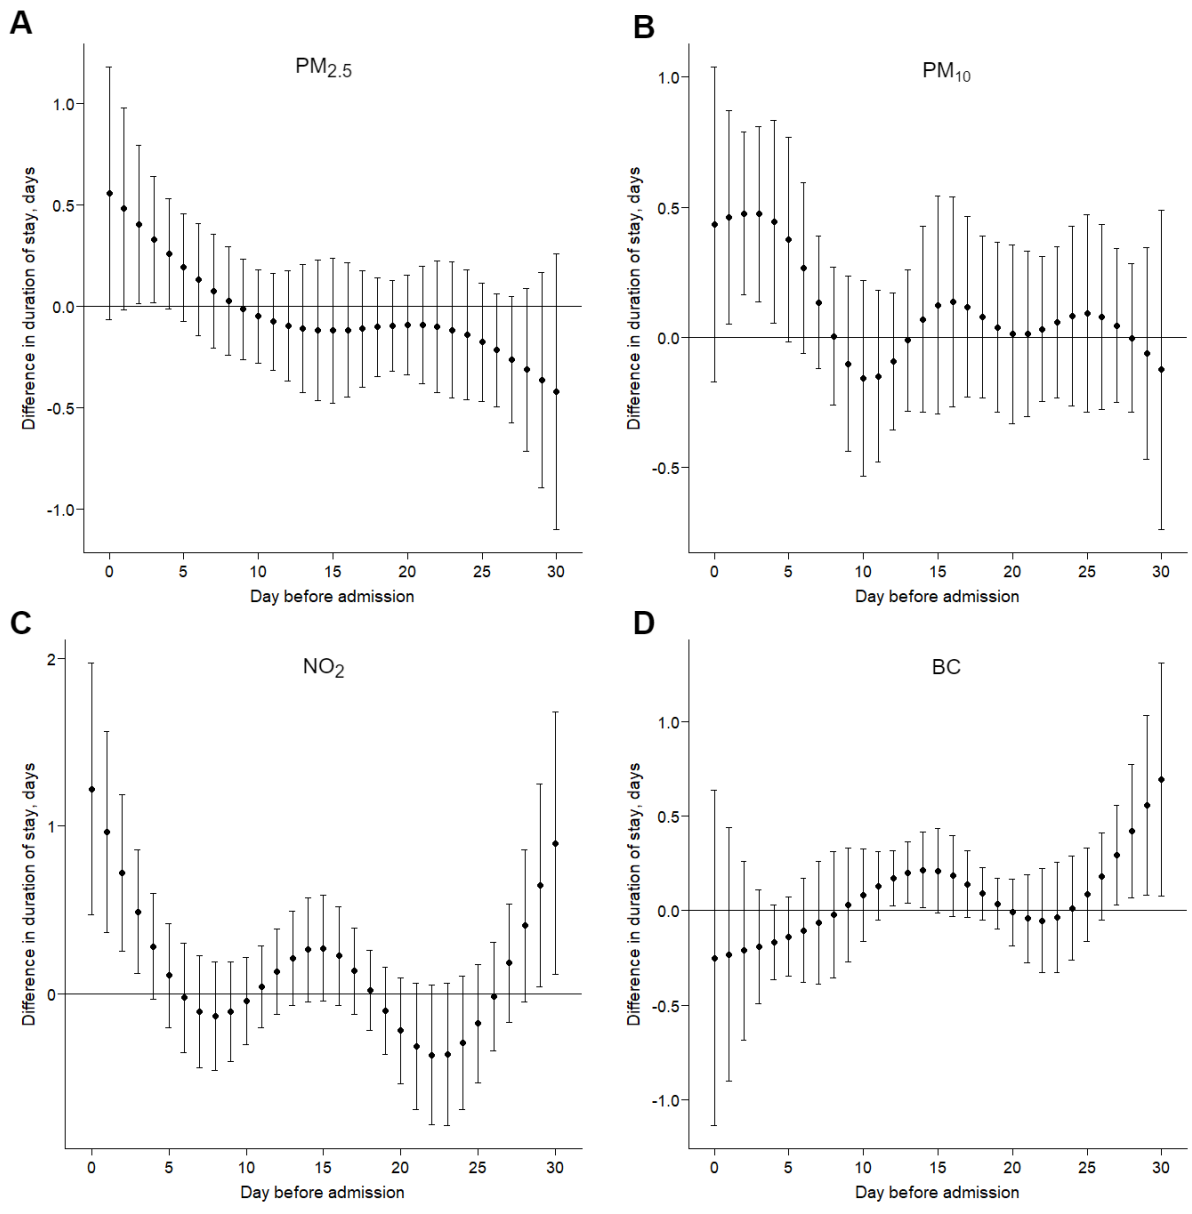 A
PM2.5
Difference in duration of stay, days
1.0
0.5
0.0
-0.5
-1.0
0 5 10 15 20 25 30
Day before admission
B
PM10
Difference in duration of stay, days
1.0
0.5
0.0
-0.5
0 5 10 15 20 25 30
Day before admission
C
NO2
Difference in duration of stay, days
2
1
0
0 5 10 15 20 25 30
Day before admission
D
BC
Difference in duration of stay, days
1.0
0.5
0.0
-0.5
-1.0
0 5 10 15 20 25 30
Day before admission